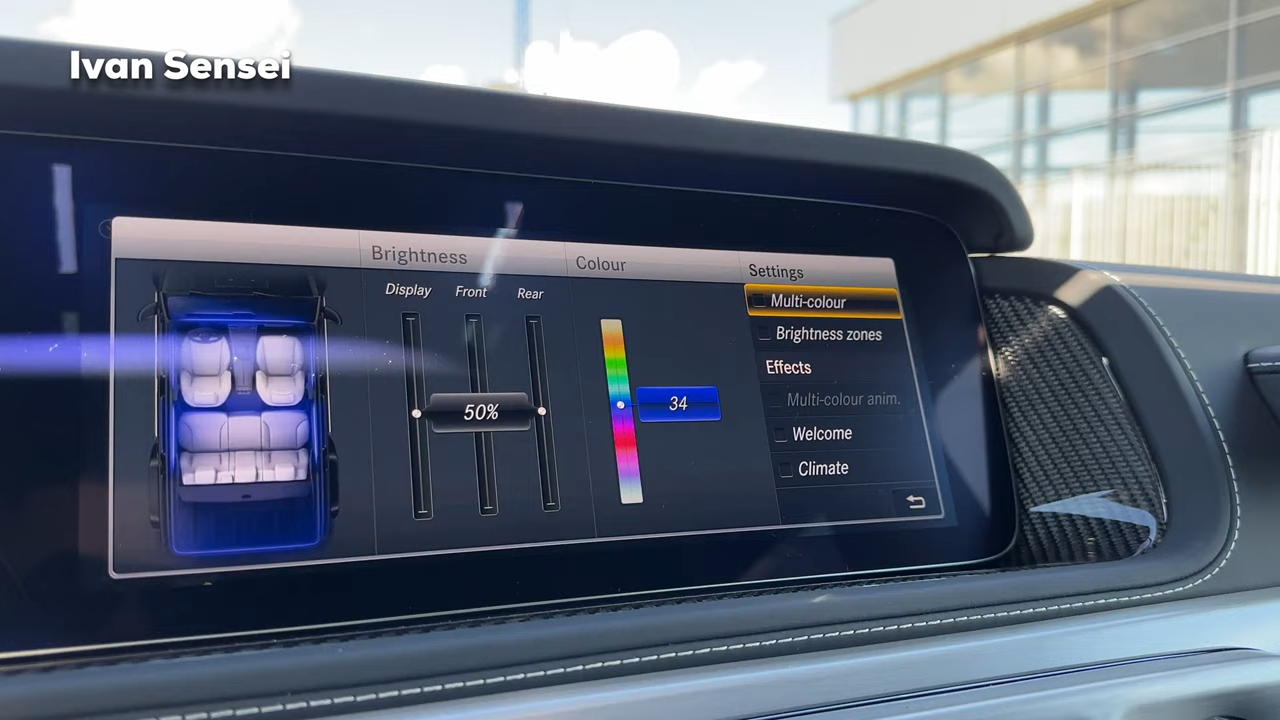 Ivan Sensei
Brightness
Colour
Settings
Display
Front
Rear
Multi-colour
Brightness zones
Effects
50%
34
Multi-colour anim.
Welcome
Climate